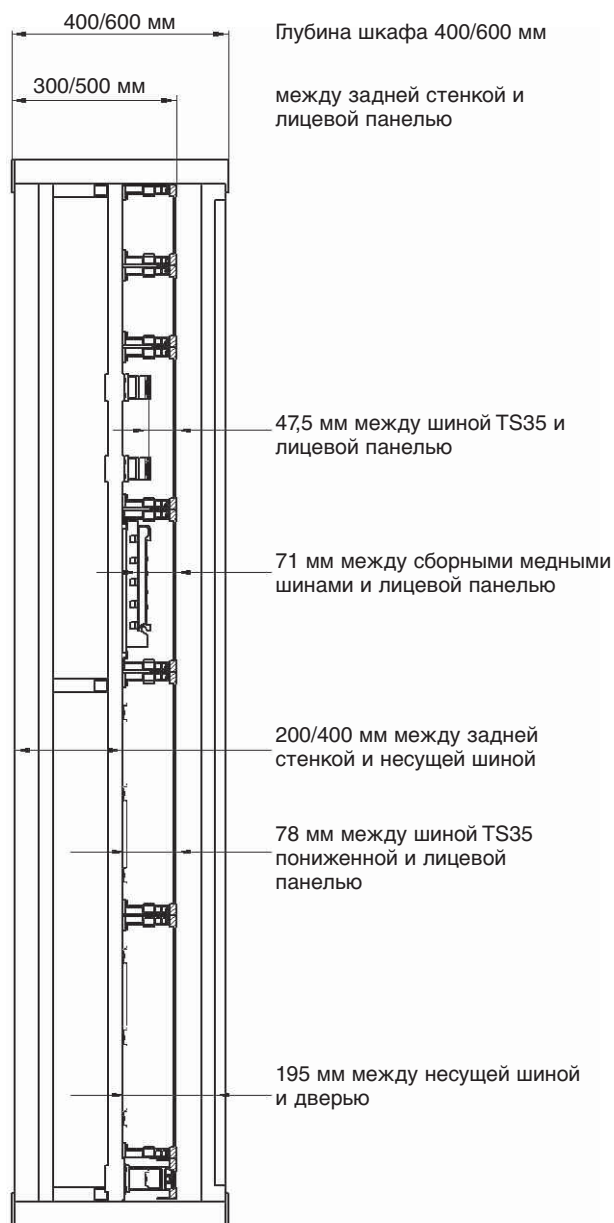 400/600 мм
Глубина шкафа 400/600 мм
300/500 мм
между задней стенкой и
лицевой панелью
47,5 мм между шиной TS35 и
лицевой панелью
71 мм между сборными медными
шинами и лицевой панелью
200/400 мм между задней
стенкой и несущей шиной
78 мм между шиной TS35
пониженной и лицевой
панелью
195 мм между несущей шиной
и дверью